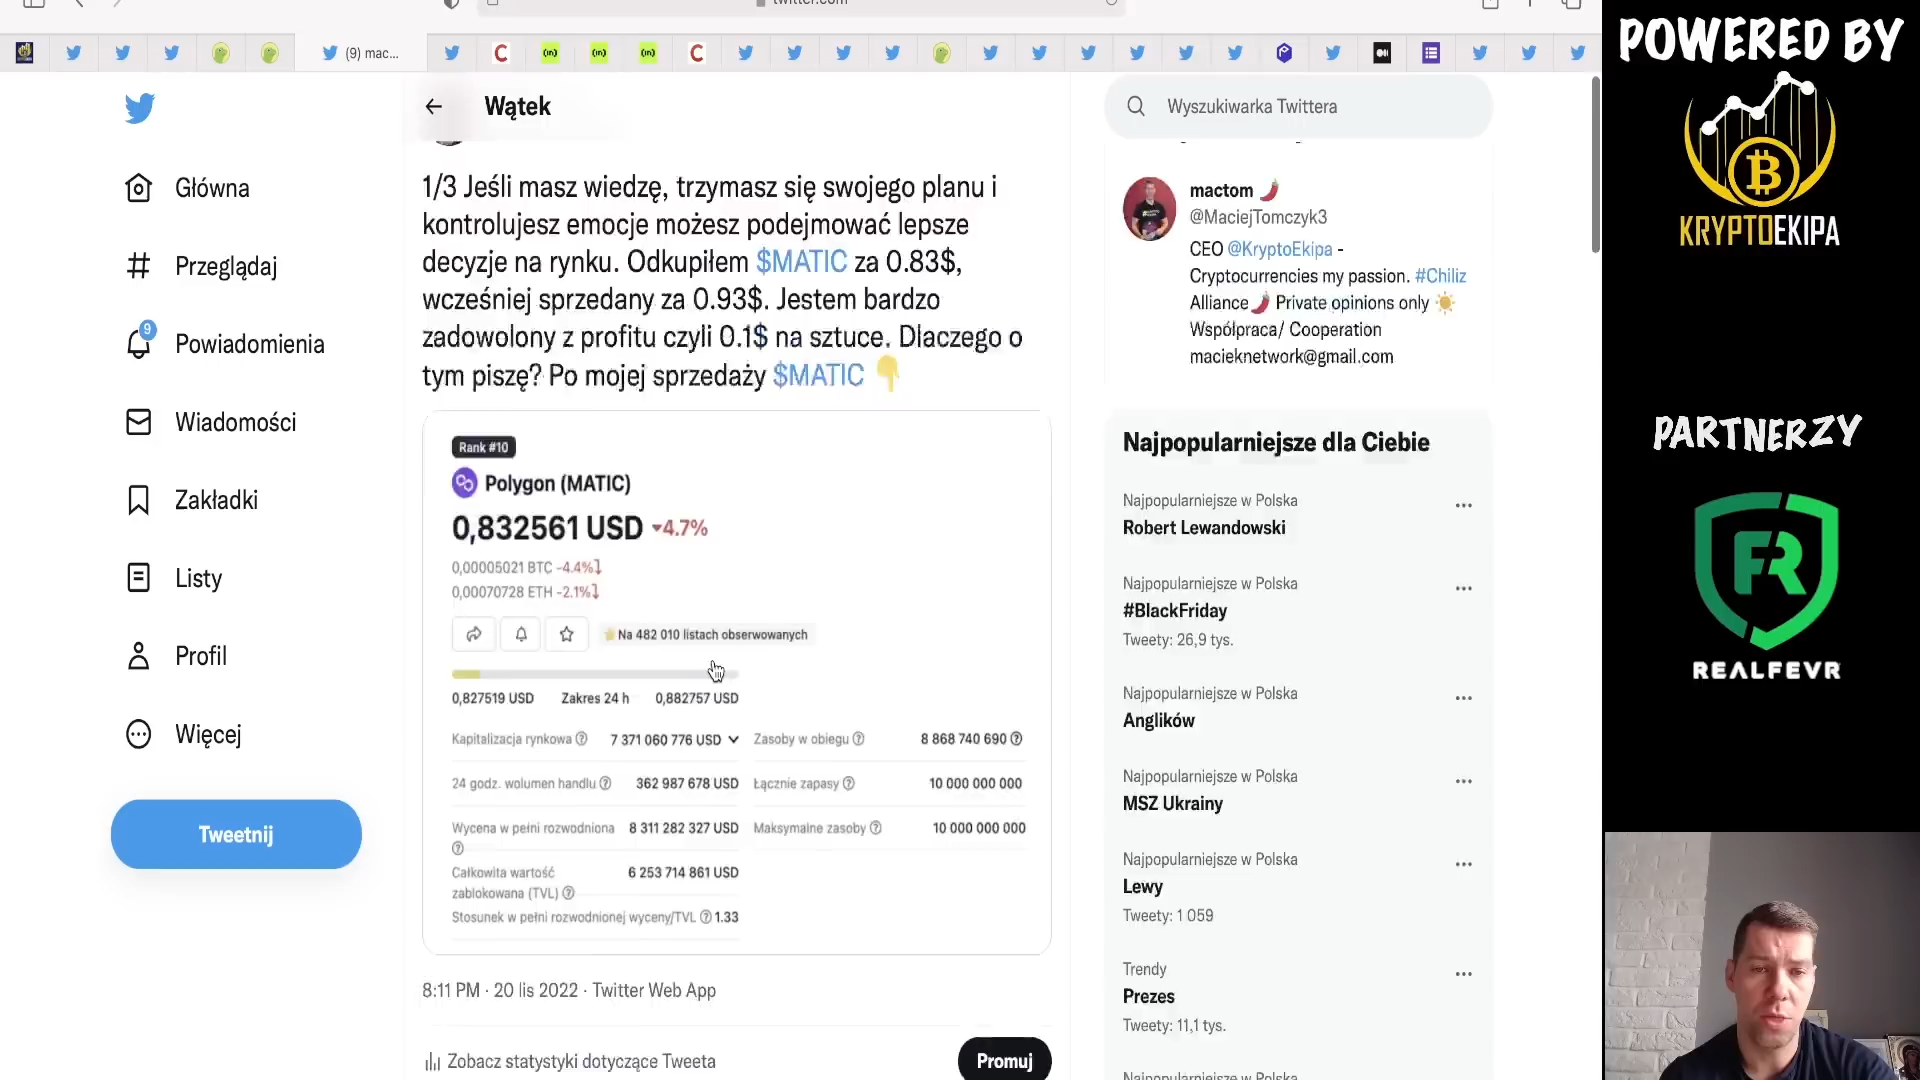 (9) mac...
POWERED BY
KRYPTOEKIPA
PARTNERZY
FR
REALFEVR
Główna
Przeglądaj
9
Powiadomienia
Wiadomości
Zakładki
Listy
Profil
Więcej
Tweetnij
Wątek
1/3 Jeśli masz wiedzę, trzymasz się swojego planu i
kontrolujesz emocje możesz podejmować lepsze
decyzje na rynku. Odkupiłem $MATIC za 0.83$,
wcześniej sprzedany za 0.93$. Jestem bardzo
zadowolony z profitu czyli 0.1$ na sztuce. Dlaczego o
tym piszę? Po mojej sprzedaży $MATIC 👇
Rank #10
Polygon (MATIC)
0,832561 USD ▾4.7%
0,00005021 BTC -4.4%
0,00070728 ETH -2.1%
Na 482 010 listach obserwowanych
0,827519 USD Zakres 24 h 0,882757 USD
Kapitalizacja rynkowa 7 371 060 776 USD Zasoby w obiegu 8 868 740 690
24 godz. wolumen handlu 362 987 678 USD Łącznie zapasy 10 000 000 000
Wycena w pełni rozwodniona 8 311 282 327 USD Maksymalne zasoby 10 000 000 000
Całkowita wartość
zablokowana (TVL) 6 253 714 861 USD
Stosunek w pełni rozwodnionej wyceny/TVL 1.33
8:11 PM · 20 lis 2022 · Twitter Web App
Zobacz statystyki dotyczące Tweeta
Promuj
Wyszukiwarka Twittera
mactom 🌶️
@MaciejTomczyk3
CEO @KryptoEkipa -
Cryptocurrencies my passion. #Chiliz
Alliance🌶️ Private opinions only ☀️
Współpraca/ Cooperation
macieknetwork@gmail.com
Najpopularniejsze dla Ciebie
Najpopularniejsze w Polska
Robert Lewandowski
Najpopularniejsze w Polska
#BlackFriday
Tweety: 26,9 tys.
Najpopularniejsze w Polska
Anglików
Najpopularniejsze w Polska
MSZ Ukrainy
Najpopularniejsze w Polska
Lewy
Tweety: 1 059
Trendy
Prezes
Tweety: 11,1 tys.
Najpopularniejsze w Polska